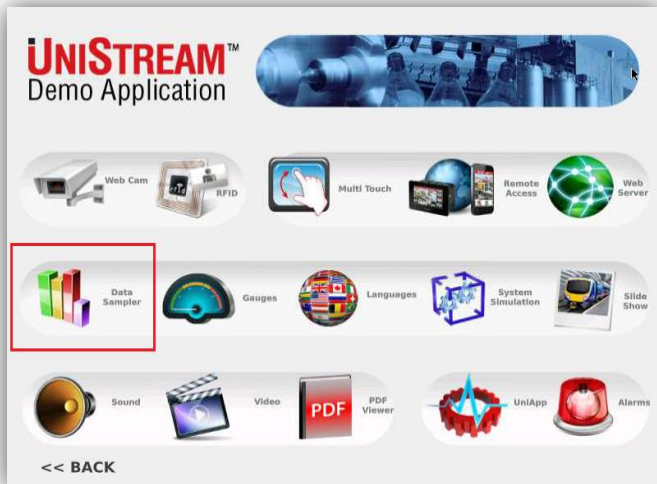 UNISTREAM™
Demo Application
Web Cam
rfid
RFID
Multi Touch
Remote
Access
Web
Server
Data
Sampler
Gauges
Languages
System
Simulation
Slide
Show
Sound
Video
PDF
PDF
Viewer
UniApp
Alarms
<< BACK